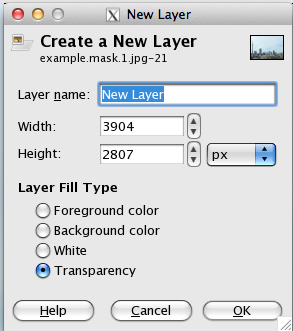 New Layer
Create a New Layer
example.mask.1.jpg-21
Layer name: New Layer
Width: 3904
Height: 2807 px
Layer Fill Type
Foreground color
Background color
White
Transparency
Help Cancel OK